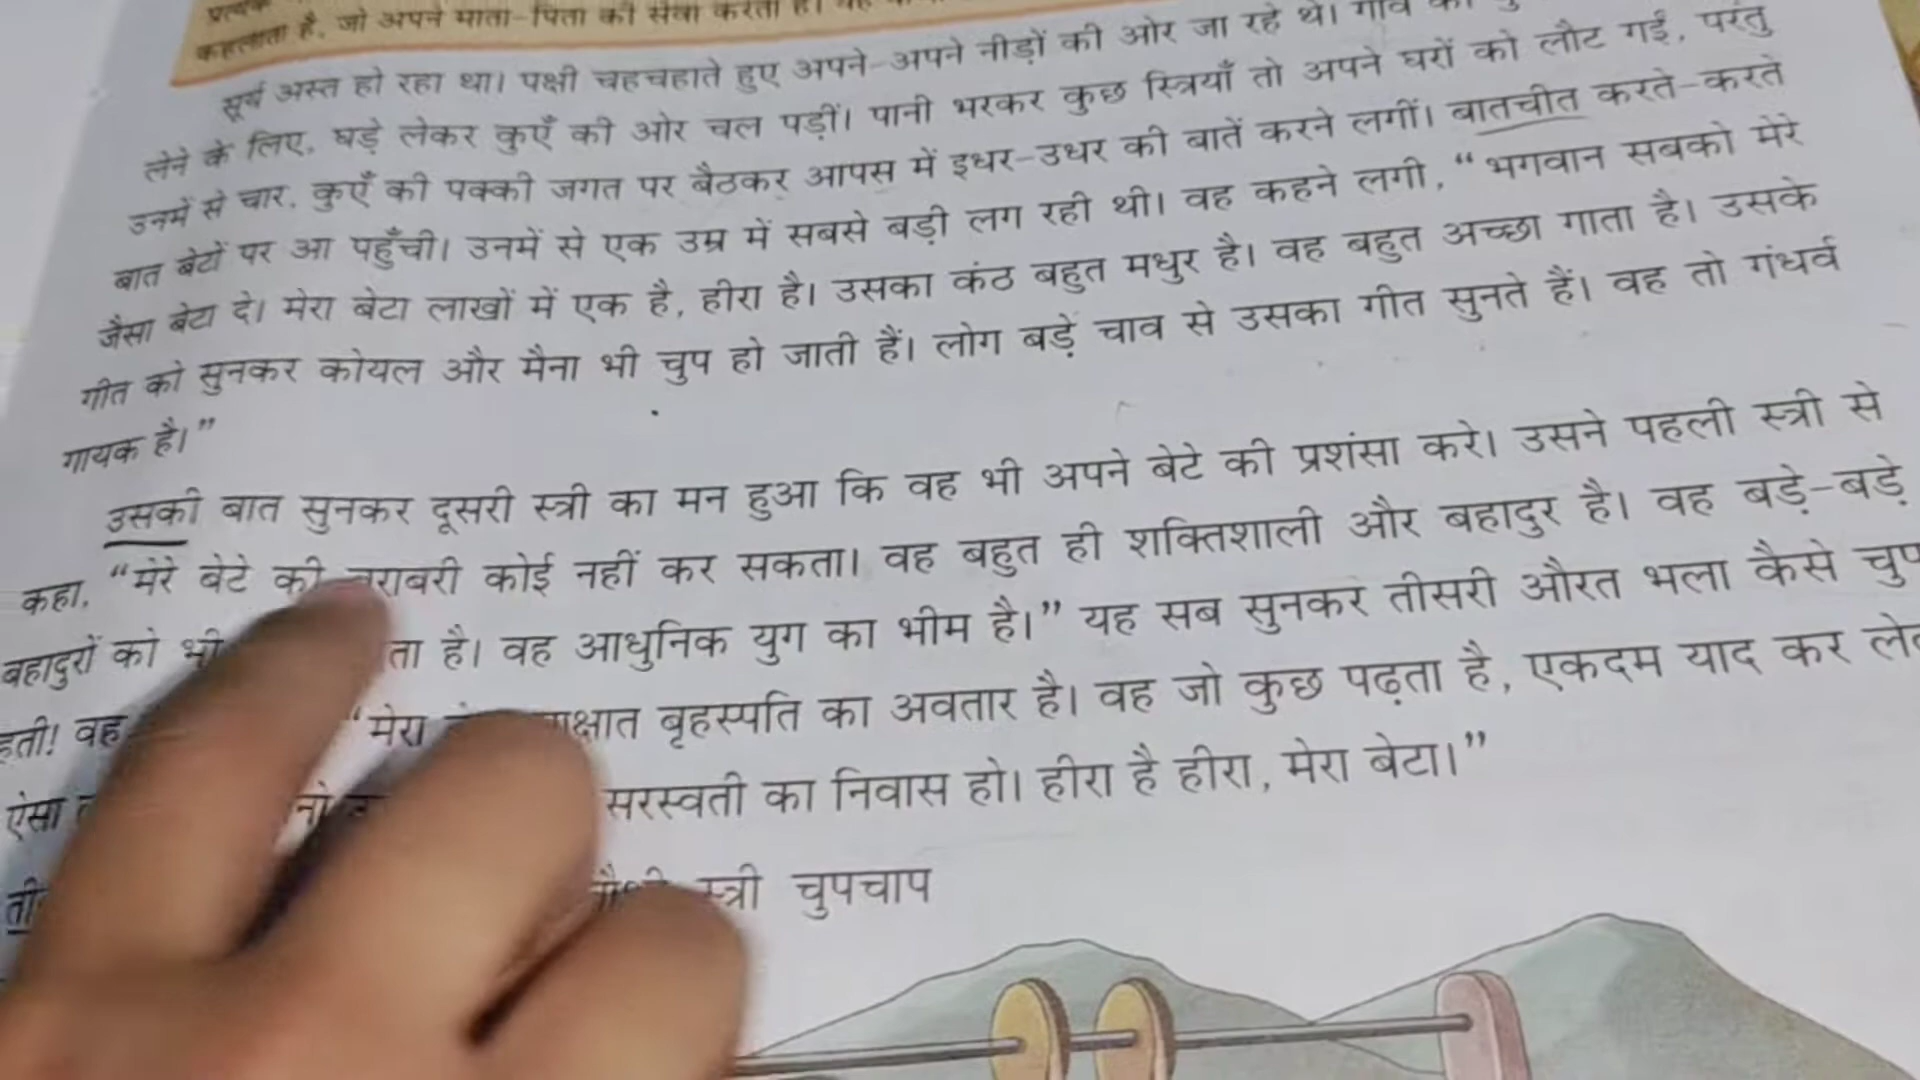 प्रत्येक
कहलाता है, जो अपने माता-पिता की सेवा करता है।
सूर्य अस्त हो रहा था। पक्षी चहचहाते हुए अपने-अपने नीड़ों की ओर जा रहे थे। गाँव
लेने के लिए, घड़े लेकर कुएँ की ओर चल पड़ीं। पानी भरकर कुछ स्त्रियाँ तो अपने घरों को लौट गईं, परंतु
उनमें से चार, कुएँ की पक्की जगत पर बैठकर आपस में इधर-उधर की बातें करने लगीं। बातचीत करते-करते
बात बेटों पर आ पहुँची। उनमें से एक उम्र में सबसे बड़ी लग रही थी। वह कहने लगी, “भगवान सबको मेरे
जैसा बेटा दे। मेरा बेटा लाखों में एक है, हीरा है। उसका कंठ बहुत मधुर है। वह बहुत अच्छा गाता है। उसके
गीत को सुनकर कोयल और मैना भी चुप हो जाती हैं। लोग बड़े चाव से उसका गीत सुनते हैं। वह तो गंधर्व
गायक है।”
उसकी बात सुनकर दूसरी स्त्री का मन हुआ कि वह भी अपने बेटे की प्रशंसा करे। उसने पहली स्त्री से
कहा, “मेरे बेटे की बराबरी कोई नहीं कर सकता। वह बहुत ही शक्तिशाली और बहादुर है। वह बड़े-बड़े
बहादुरों को भी है। वह आधुनिक युग का भीम है।” यह सब सुनकर तीसरी औरत भला कैसे चुप
वह “मेरा साक्षात बृहस्पति का अवतार है। वह जो कुछ पढ़ता है, एकदम याद कर
ऐसा सरस्वती का निवास हो। हीरा है हीरा, मेरा बेटा।”
स्त्री चुपचाप